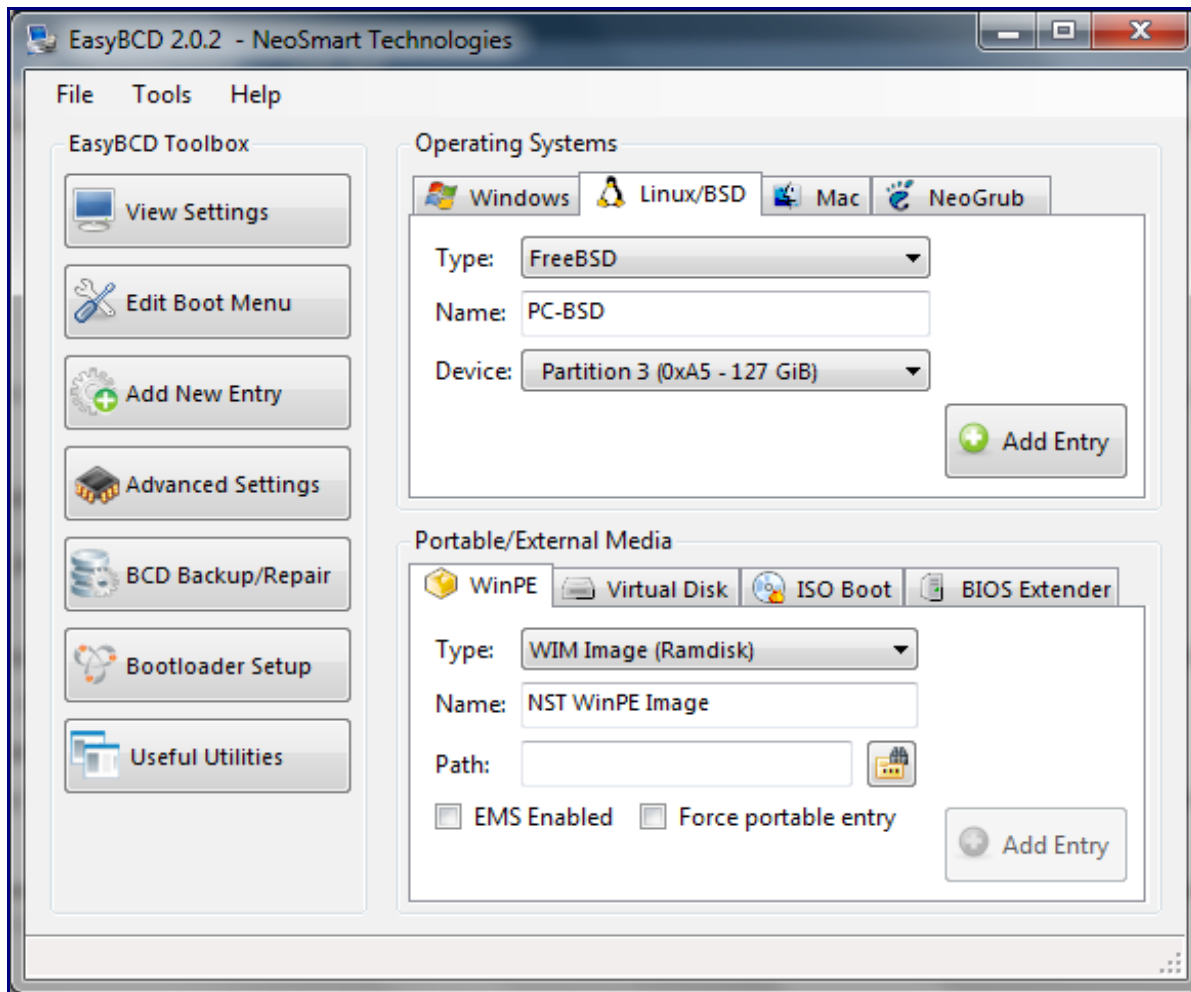 EasyBCD 2.0.2 - NeoSmart Technologies
File Tools Help
EasyBCD Toolbox
View Settings
Edit Boot Menu
Add New Entry
Advanced Settings
BCD Backup/Repair
Bootloader Setup
Useful Utilities
Operating Systems
Windows Linux/BSD Mac NeoGrub
Type: FreeBSD
Name: PC-BSD
Device: Partition 3 (0xA5 - 127 GiB)
Add Entry
Portable/External Media
WinPE Virtual Disk ISO Boot BIOS Extender
Type: WIM Image (Ramdisk)
Name: NST WinPE Image
Path:
EMS Enabled Force portable entry
Add Entry